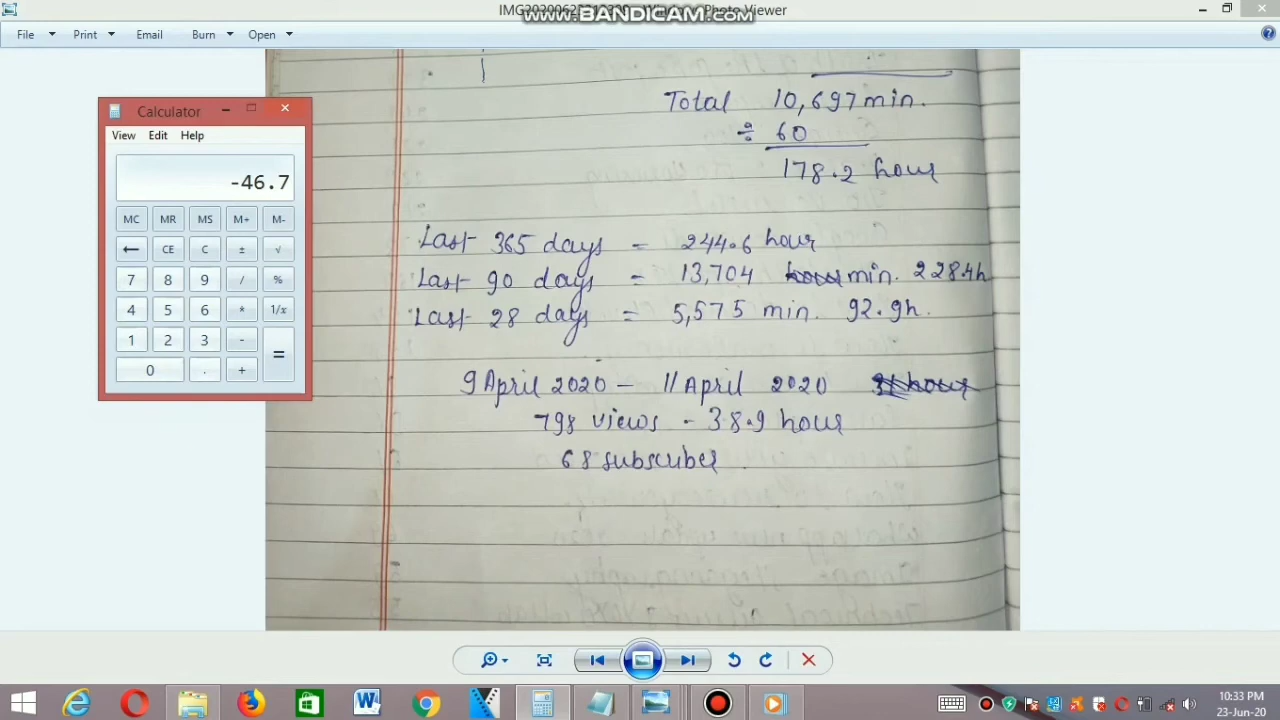 IMG20200623
Photo Viewer
www.BANDICAM.com
File Print Email Burn Open
Calculator
View Edit Help
-46.7
MC MR MS M+ M-
← CE C ± √
7 8 9 / %
4 5 6 * 1/x
1 2 3 - =
0 . +
Total 10,697 min.
÷ 60
178.2 hour
Last 365 days = 244.6 hour
Last 90 days = 13,704 min. 228.4h
Last 28 days = 5,575 min. 92.9h.
9 April 2020 - 11 April 2020
798 views - 38.9 hour
68 subscuber
10:33 PM
23-Jun-20